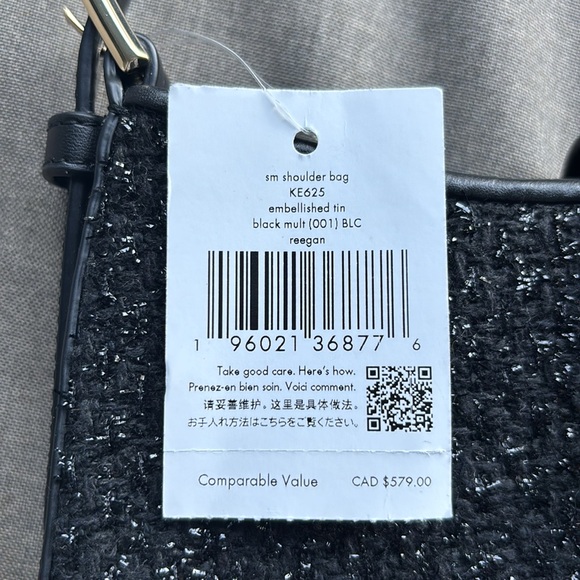 sm shoulder bag
KE625
embellished tin
black mult (001) BLC
reegan
1 96021 36877 6
Take good care. Here's how.
Prenez-en bien soin. Voici comment.
请妥善维护。这里是具体做法。
お手入れ方法はこちらをご覧ください。
Comparable Value CAD $579.00